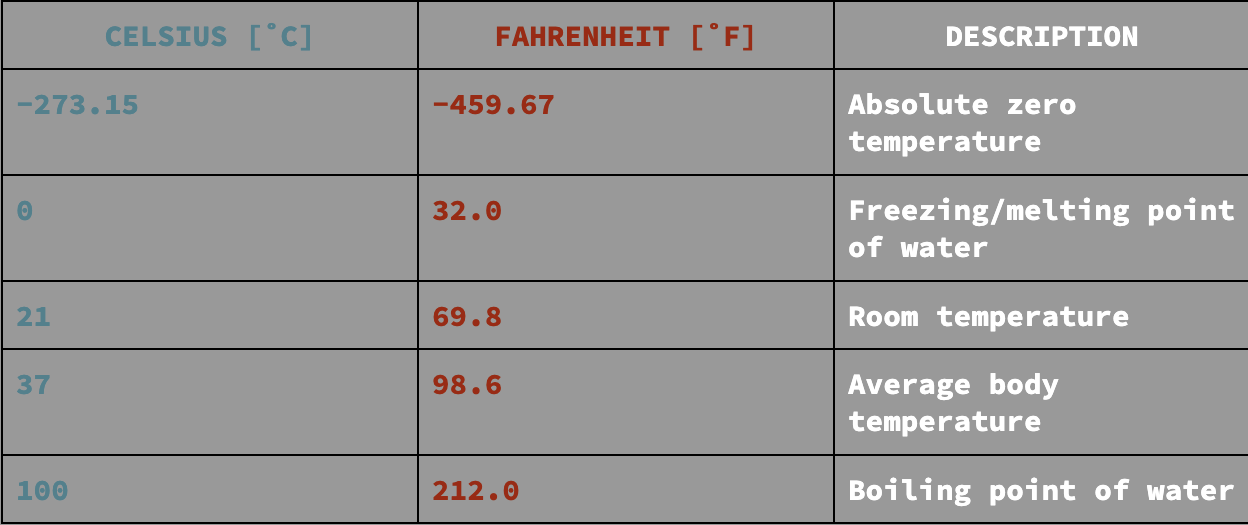 CELSIUS [˚C] FAHRENHEIT [˚F] DESCRIPTION
−273.15 −459.67 Absolute zero
temperature
0 32.0 Freezing/melting point
of water
21 69.8 Room temperature
37 98.6 Average body
temperature
100 212.0 Boiling point of water